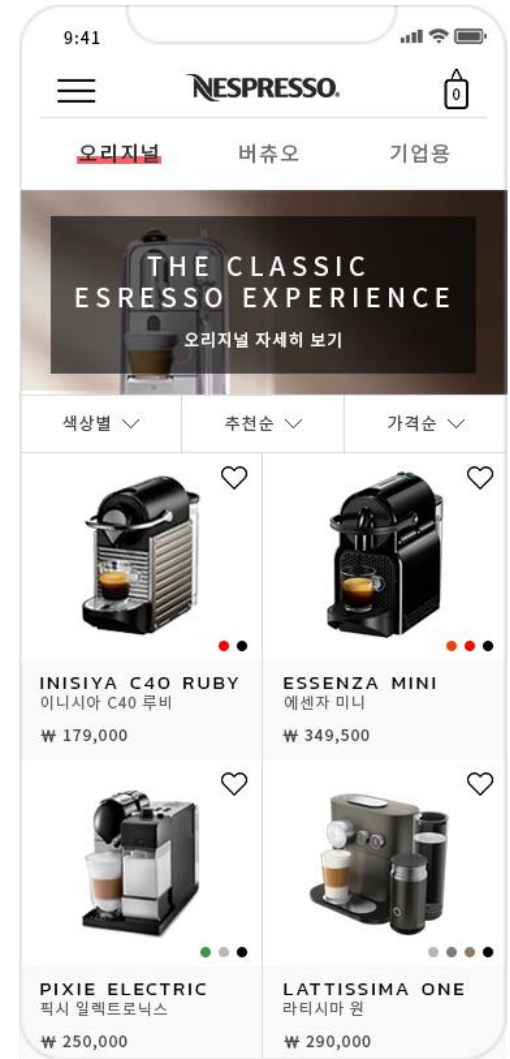 9:41
NESPRESSO.
0
오리지널 버츄오 기업용
THE CLASSIC
ESRESSO EXPERIENCE
오리지널 자세히 보기
색상별 추천순 가격순
INISIYA C40 RUBY
이니시아 C40 루비
₩ 179,000
ESSENZA MINI
에센자 미니
₩ 349,500
PIXIE ELECTRIC
픽시 일렉트로닉스
₩ 250,000
LATTISSIMA ONE
라티시마 원
₩ 290,000